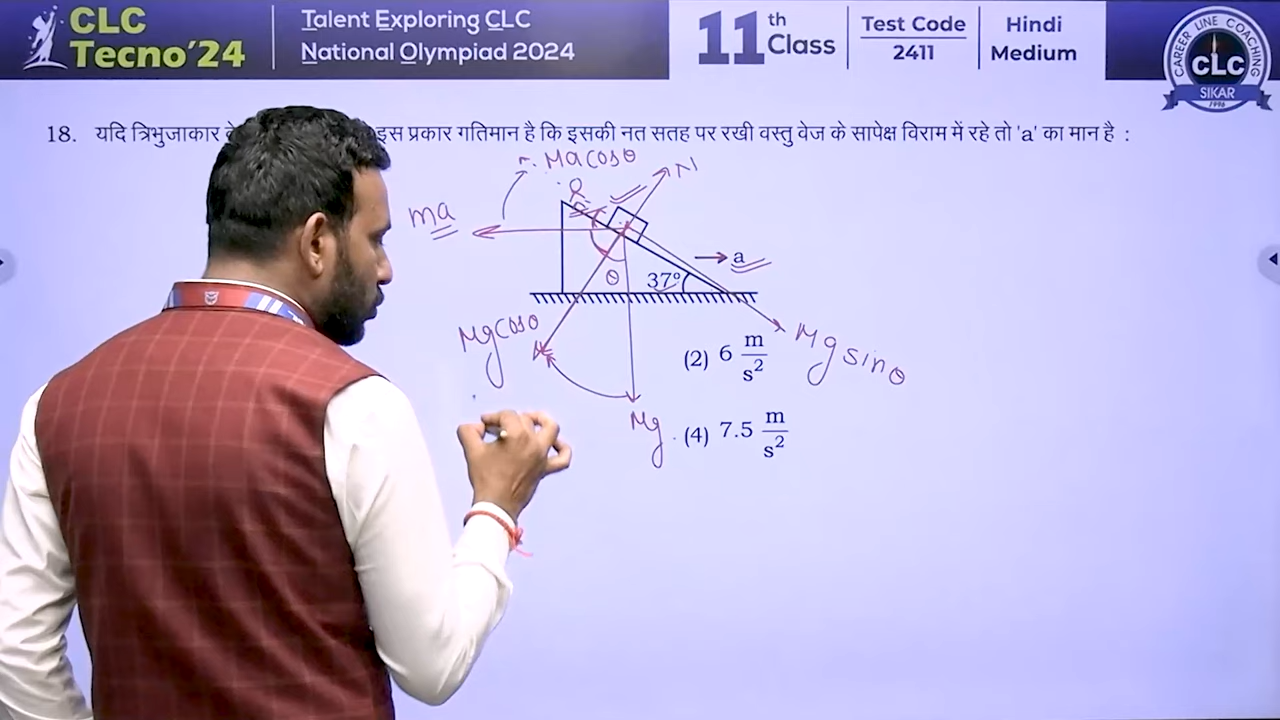 CLC
Tecno'24
Talent Exploring CLC
National Olympiad 2024
11th Class
Test Code
2411
Hindi
Medium
CAREER LINE COACHING
CLC
SIKAR
1996
18. यदि त्रिभुजाकार इस प्रकार गतिमान है कि इसकी नत सतह पर रखी वस्तु वेज के सापेक्ष विराम में रहे तो 'a' का मान है :
macosθ
N
ma
a
θ
37°
Mgcosθ
Mgsinθ
(2) 6 m/s²
Mg
(4) 7.5 m/s²